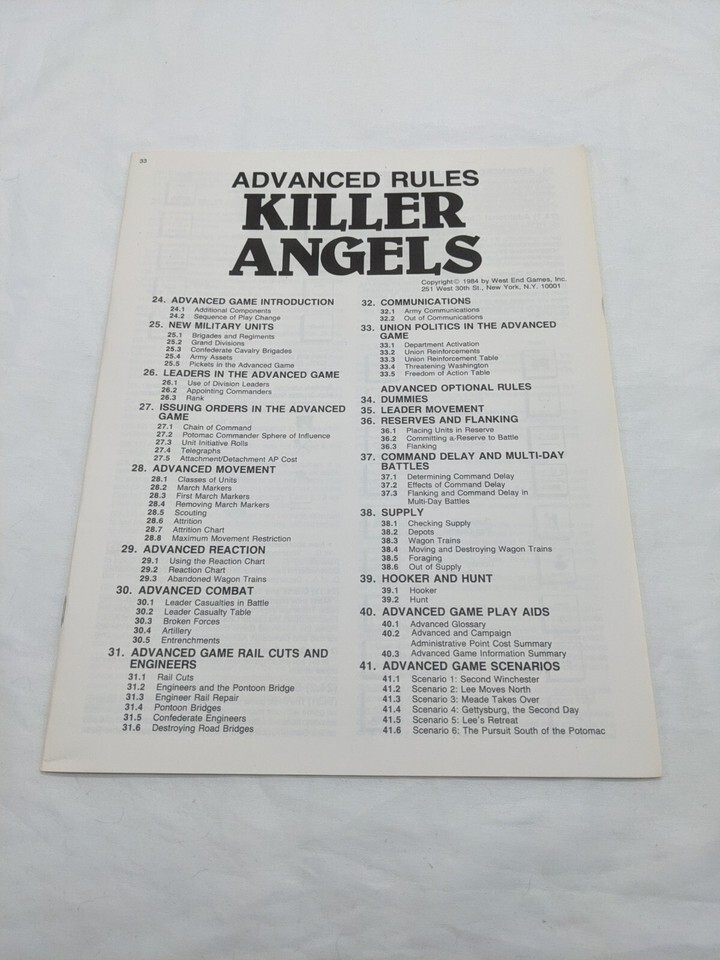 33
ADVANCED RULES
KILLER
ANGELS
Copyright© 1984 by West End Games, Inc.
251 West 30th St., New York, N.Y. 10001
24. ADVANCED GAME INTRODUCTION
24.1 Additional Components
24.2 Sequence of Play Change
25. NEW MILITARY UNITS
25.1 Brigades and Regiments
25.2 Grand Divisions
25.3 Confederate Cavalry Brigades
25.4 Army Assets
25.5 Pickets in the Advanced Game
26. LEADERS IN THE ADVANCED GAME
26.1 Use of Division Leaders
26.2 Appointing Commanders
26.3 Rank
27. ISSUING ORDERS IN THE ADVANCED
GAME
27.1 Chain of Command
27.2 Potomac Commander Sphere of Influence
27.3 Unit Initiative Rolls
27.4 Telegraphs
27.5 Attachment/Detachment AP Cost
28. ADVANCED MOVEMENT
28.1 Classes of Units
28.2 March Markers
28.3 First March Markers
28.4 Removing March Markers
28.5 Scouting
28.6 Attrition
28.7 Attrition Chart
28.8 Maximum Movement Restriction
29. ADVANCED REACTION
29.1 Using the Reaction Chart
29.2 Reaction Chart
29.3 Abandoned Wagon Trains
30. ADVANCED COMBAT
30.1 Leader Casualties in Battle
30.2 Leader Casualty Table
30.3 Broken Forces
30.4 Artillery
30.5 Entrenchments
31. ADVANCED GAME RAIL CUTS AND
ENGINEERS
31.1 Rail Cuts
31.2 Engineers and the Pontoon Bridge
31.3 Engineer Rail Repair
31.4 Pontoon Bridges
31.5 Confederate Engineers
31.6 Destroying Road Bridges
32. COMMUNICATIONS
32.1 Army Communications
32.2 Out of Communications
33. UNION POLITICS IN THE ADVANCED
GAME
33.1 Department Activation
33.2 Union Reinforcements
33.3 Union Reinforcement Table
33.4 Threatening Washington
33.5 Freedom of Action Table
ADVANCED OPTIONAL RULES
34. DUMMIES
35. LEADER MOVEMENT
36. RESERVES AND FLANKING
36.1 Placing Units in Reserve
36.2 Committing a Reserve to Battle
36.3 Flanking
37. COMMAND DELAY AND MULTI-DAY
BATTLES
37.1 Determining Command Delay
37.2 Effects of Command Delay
37.3 Flanking and Command Delay in
Multi-Day Battles
38. SUPPLY
38.1 Checking Supply
38.2 Depots
38.3 Wagon Trains
38.4 Moving and Destroying Wagon Trains
38.5 Foraging
38.6 Out of Supply
39. HOOKER AND HUNT
39.1 Hooker
39.2 Hunt
40. ADVANCED GAME PLAY AIDS
40.1 Advanced Glossary
40.2 Advanced and Campaign
Administrative Point Cost Summary
40.3 Advanced Game Information Summary
41. ADVANCED GAME SCENARIOS
41.1 Scenario 1: Second Winchester
41.2 Scenario 2: Lee Moves North
41.3 Scenario 3: Meade Takes Over
41.4 Scenario 4: Gettysburg, the Second Day
41.5 Scenario 5: Lee's Retreat
41.6 Scenario 6: The Pursuit South of the Potomac